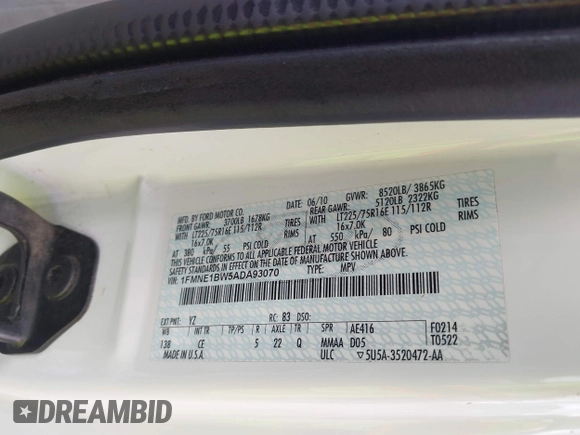 MFD. BY FORD MOTOR CO. DATE: 06/10 GVWR: 8520LB/ 3865KG
FRONT GAWR: 3700LB 1678KG REAR GAWR: 5120LB 2322KG
WITH LT225/75R16E 115/112R TIRES WITH LT225/75R16E 115/112R TIRES
16x7.0K RIMS 16x7.0K RIMS
AT 380 kPa/ 55 PSI COLD AT 550 kPa/ 80 PSI COLD
THIS VEHICLE CONFORMS TO ALL APPLICABLE FEDERAL MOTOR VEHICLE
SAFETY STANDARDS IN EFFECT ON THE DATE OF MANUFACTURE SHOWN ABOVE.
VIN: 1FMNE1BW5ADA93070 TYPE: MPV
EXT PNT: YZ RC: 83 DSO:
WB INT TR TP/PS R AXLE TR SPR AE416 F0214
138 CE 5 22 Q MMAA D05 T0522
MADE IN U.S.A. ULC 5U5A-3520472-AA
DREAMBID